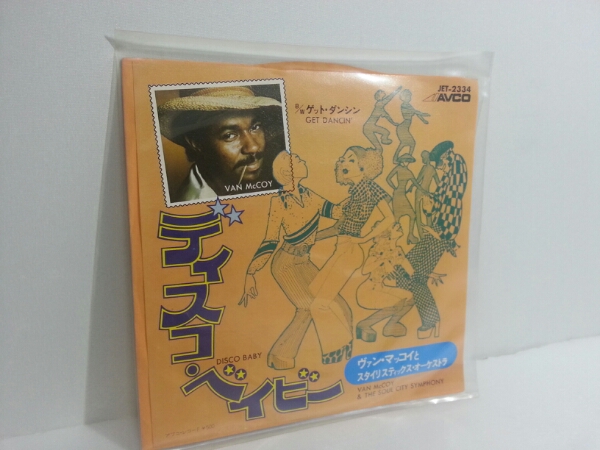 JET-2334
AVCO
ゲット・ダンシン
GET DANCIN'
VAN McCOY
ディスコ・ベイビー
DISCO BABY
ヴァン・マッコイと
スタイリスティックス・オーケストラ
VAN McCOY
& THE SOUL CITY SYMPHONY